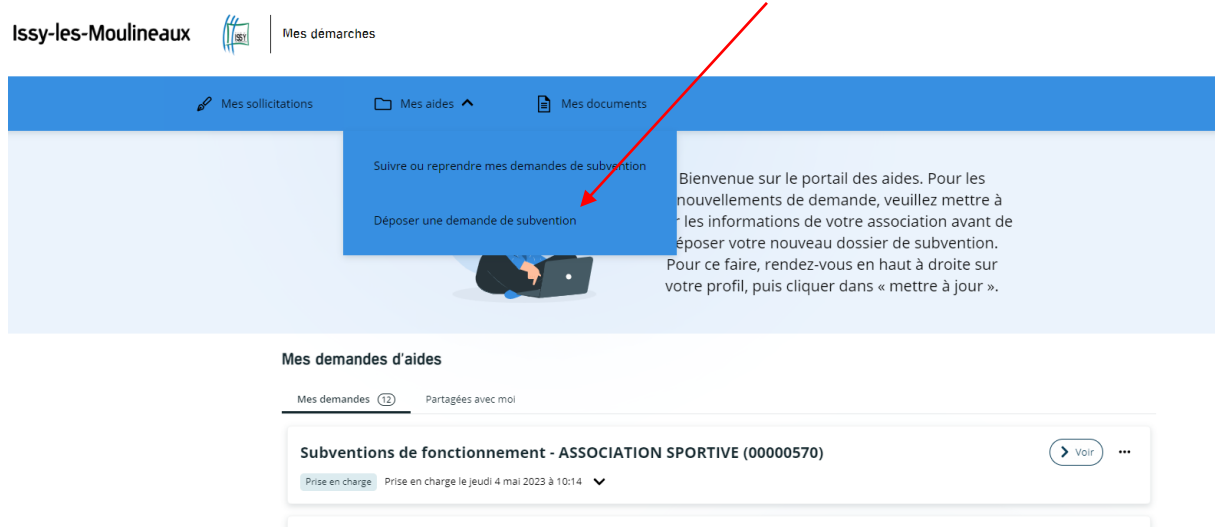 Issy-les-Moulineaux
ISSY
Mes démarches
Mes sollicitations
Mes aides
Mes documents
Suivre ou reprendre mes demandes de subvention
Déposer une demande de subvention
Bienvenue sur le portail des aides. Pour les
nouvellements de demande, veuillez mettre à
les informations de votre association avant de
époser votre nouveau dossier de subvention.
Pour ce faire, rendez-vous en haut à droite sur
votre profil, puis cliquer dans « mettre à jour ».
Mes demandes d'aides
Mes demandes 12
Partagées avec moi
Subventions de fonctionnement - ASSOCIATION SPORTIVE (00000570)
Voir
Prise en charge Prise en charge le jeudi 4 mai 2023 à 10:14